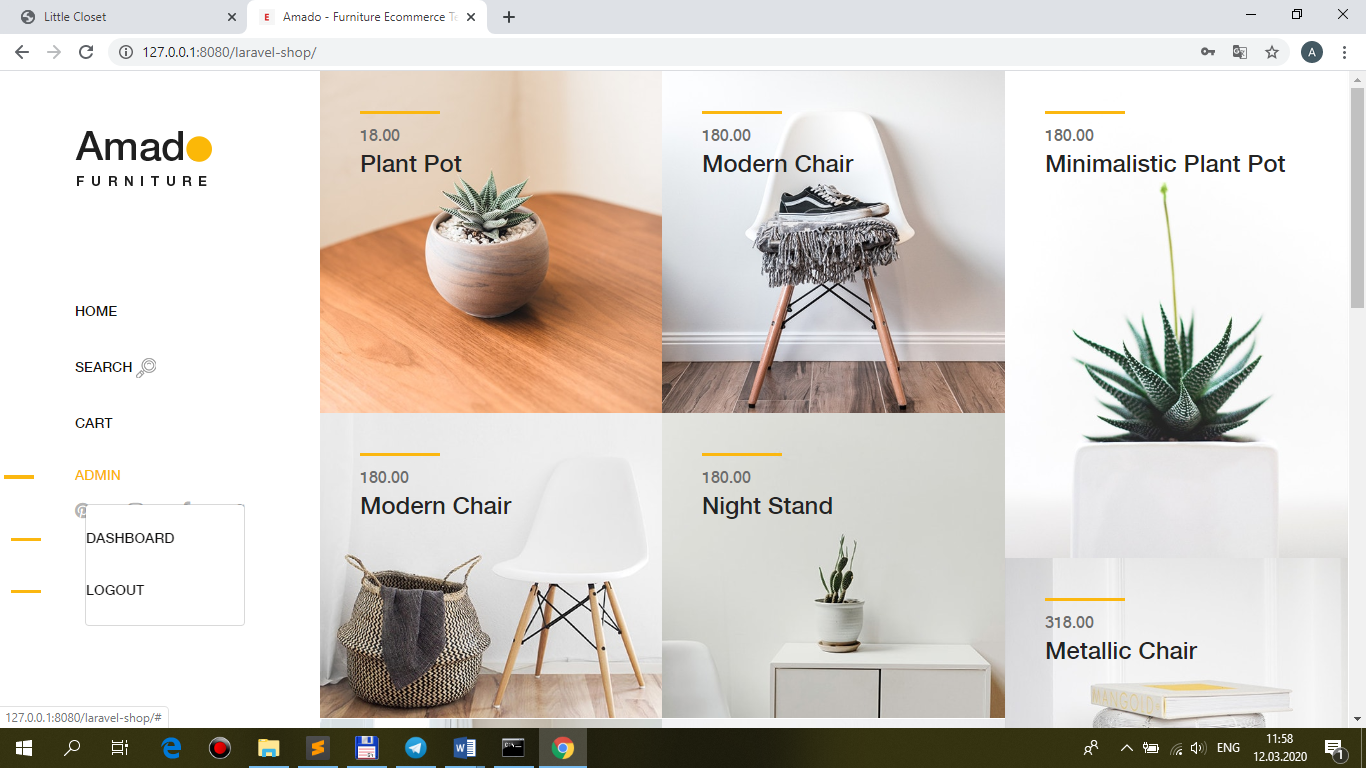 Little Closet
Amado - Furniture Ecommerce Te
127.0.0.1:8080/laravel-shop/
A
Amado
FURNITURE
HOME
SEARCH
CART
ADMIN
DASHBOARD
LOGOUT
18.00
Plant Pot
180.00
Modern Chair
180.00
Minimalistic Plant Pot
180.00
Modern Chair
180.00
Night Stand
318.00
Metallic Chair
MANGOIDS
127.0.0.1:8080/laravel-shop/#
ENG
11:58
12.03.2020
1